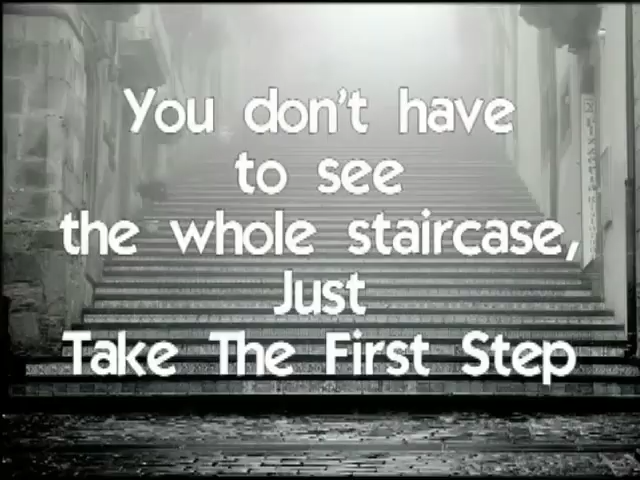 You don't have
to see
the whole staircase,
Just
Take The First Step